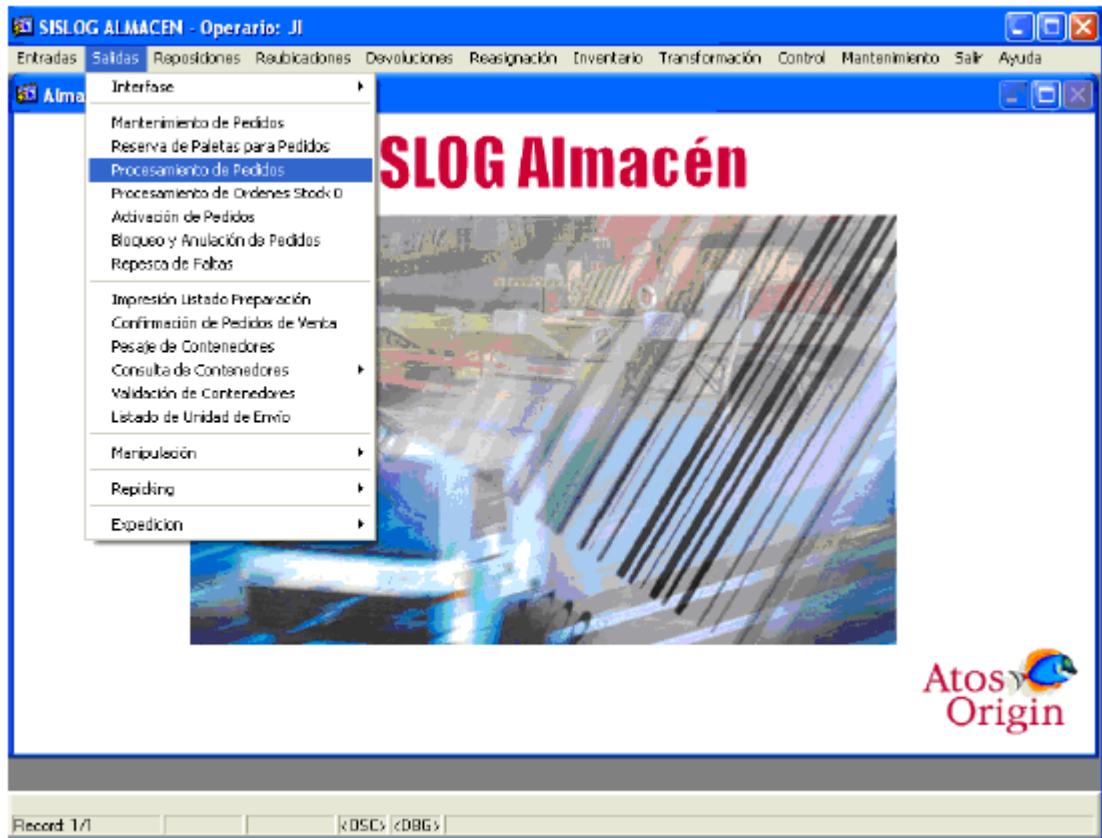 SISLOG ALMACEN - Operario: JI
Entradas Salidas Reposiciones Reubicaciones Devoluciones Reasignación Inventario Transformación Control Mantenimiento Salir Ayuda
Alma
Interfase
Mantenimiento de Pedidos
Reserva de Paletas para Pedidos
Procesamiento de Pedidos
Procesamiento de Ordenes Stock 0
Activación de Pedidos
Bloqueo y Anulación de Pedidos
Repesca de Faltas
Impresión Listado Preparación
Confirmación de Pedidos de Venta
Pesaje de Contenedores
Consulta de Contenedores
Validación de Contenedores
Listado de Unidad de Envío
Manipulación
Repicking
Expedicion
SLOG Almacén
Atos
Origin
Record: 1/1 <OSC> <DBG>